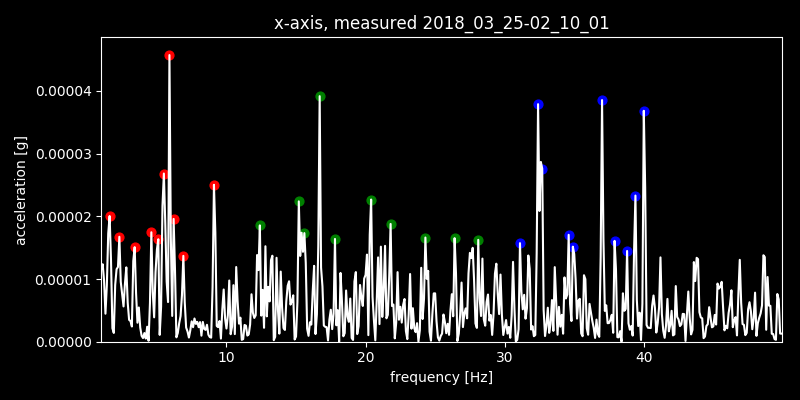 x-axis, measured 2018_03_25-02_10_01
acceleration [g]
0.00004
0.00003
0.00002
0.00001
0.00000
10 20 30 40
frequency [Hz]